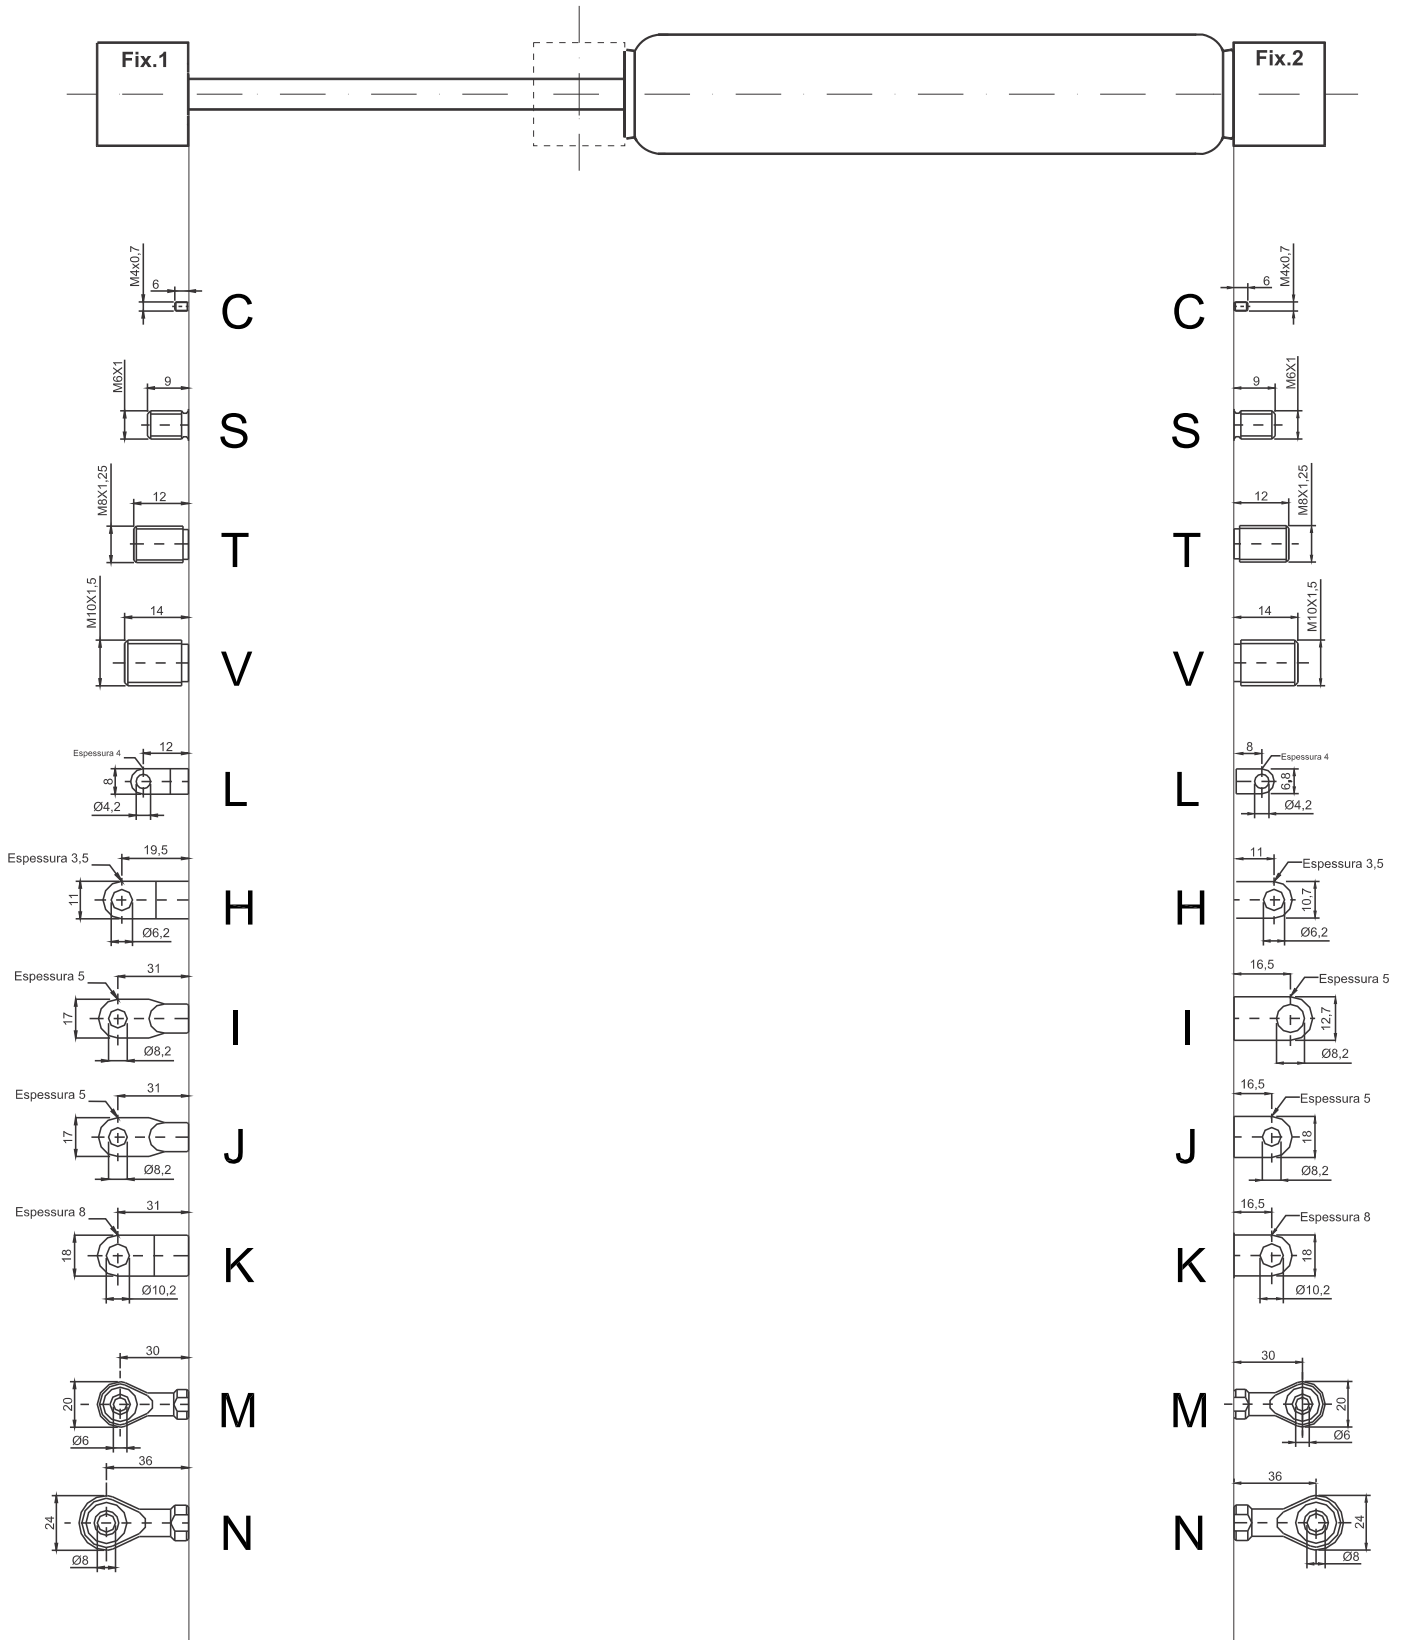 Fix.1
Fix.2
M4x0,7
6
C
C
6
M4x0,7
M6X1
9
S
S
9
M6X1
M8X1,25
12
T
T
12
M8X1,25
M10X1,5
14
V
V
14
M10X1,5
Espessura 4
12
8
Ø4,2
L
L
8
Espessura 4
6,8
Ø4,2
Espessura 3,5
19,5
11
Ø6,2
H
H
11
Espessura 3,5
10,7
Ø6,2
Espessura 5
31
17
Ø8,2
I
I
16,5
Espessura 5
12,7
Ø8,2
Espessura 5
31
17
Ø8,2
J
J
16,5
Espessura 5
18
Ø8,2
Espessura 8
31
18
Ø10,2
K
K
16,5
Espessura 8
18
Ø10,2
30
20
Ø6
M
M
30
20
Ø6
36
24
Ø8
N
N
36
24
Ø8